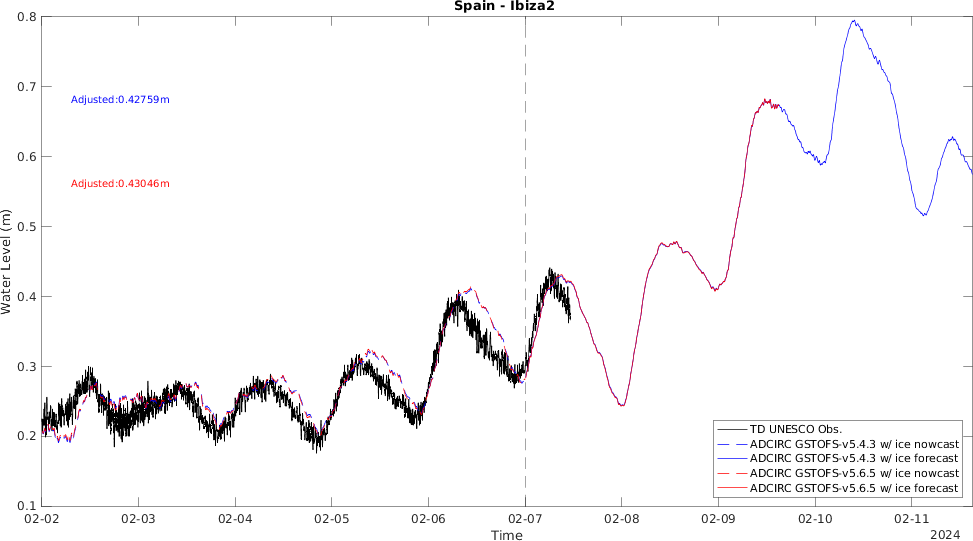 Spain - Ibiza2
0.8
0.7
0.6
0.5
0.4
0.3
0.2
0.1
Water Level (m)
Adjusted:0.42759m
Adjusted:0.43046m
TD UNESCO Obs.
ADCIRC GSTOFS-v5.4.3 w/ ice nowcast
ADCIRC GSTOFS-v5.4.3 w/ ice forecast
ADCIRC GSTOFS-v5.6.5 w/ ice nowcast
ADCIRC GSTOFS-v5.6.5 w/ ice forecast
02-02 02-03 02-04 02-05 02-06 02-07 02-08 02-09 02-10 02-11
Time
2024